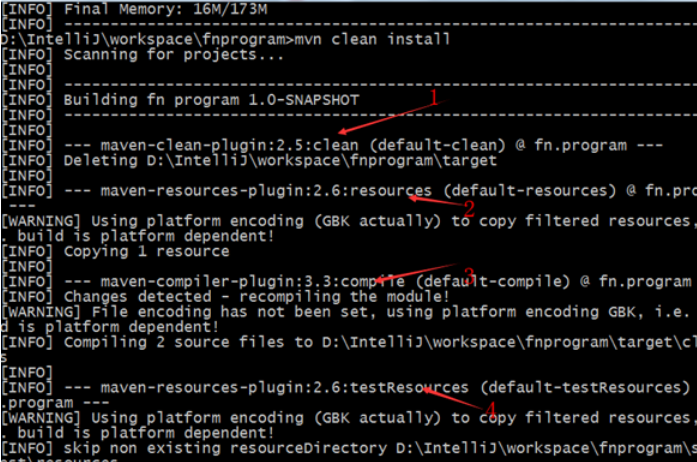 [INFO] Final Memory: 16M/173M
[INFO] ------------------------------------------------------------------------
D:\IntelliJ\workspace\fnprogram>mvn clean install
[INFO] Scanning for projects...
[INFO]
[INFO] ------------------------------------------------------------------------
[INFO] Building fn program 1.0-SNAPSHOT
1
[INFO] ------------------------------------------------------------------------
[INFO]
[INFO] --- maven-clean-plugin:2.5:clean (default-clean) @ fn.program ---
[INFO] Deleting D:\IntelliJ\workspace\fnprogram\target
[INFO]
[INFO] --- maven-resources-plugin:2.6:resources (default-resources) @ fn.pro
---
2
[WARNING] Using platform encoding (GBK actually) to copy filtered resources,
. build is platform dependent!
[INFO] Copying 1 resource
[INFO]
[INFO] --- maven-compiler-plugin:3.3:compile (default-compile) @ fn.program
3
[INFO] Changes detected - recompiling the module!
[WARNING] File encoding has not been set, using platform encoding GBK, i.e.
d is platform dependent!
[INFO] Compiling 2 source files to D:\IntelliJ\workspace\fnprogram\target\cl
s
[INFO]
[INFO] --- maven-resources-plugin:2.6:testResources (default-testResources)
.program ---
4
[WARNING] Using platform encoding (GBK actually) to copy filtered resources,
. build is platform dependent!
[INFO] skip non existing resourceDirectory D:\IntelliJ\workspace\fnprogram\s